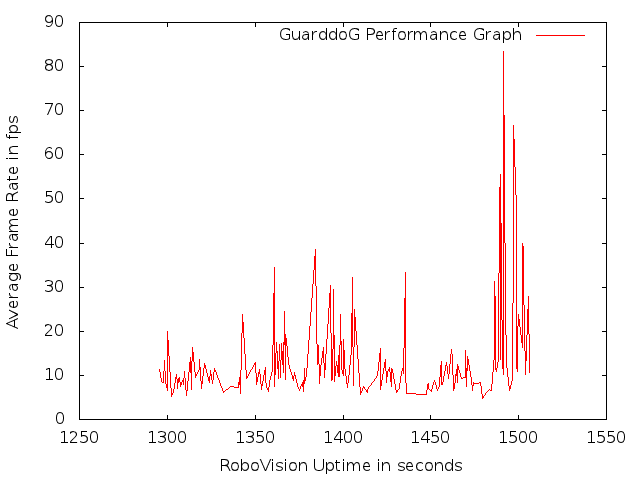 GuarddoG Performance Graph
90
80
70
60
50
40
30
20
10
0
Average Frame Rate in fps
1250 1300 1350 1400 1450 1500 1550
RoboVision Uptime in seconds